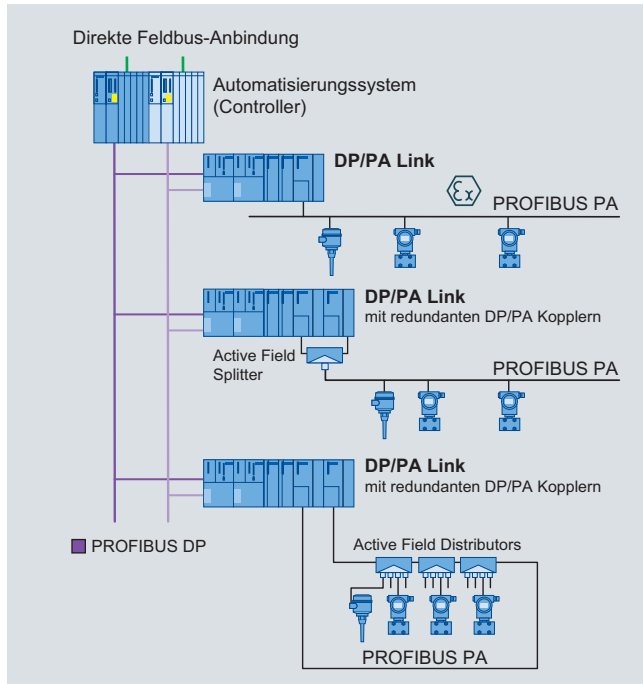 Direkte Feldbus-Anbindung
Automatisierungssystem
(Controller)
DP/PA Link
Ex
PROFIBUS PA
DP/PA Link
mit redundanten DP/PA Kopplern
Active Field
Splitter
PROFIBUS PA
DP/PA Link
mit redundanten DP/PA Kopplern
PROFIBUS DP
Active Field Distributors
PROFIBUS PA